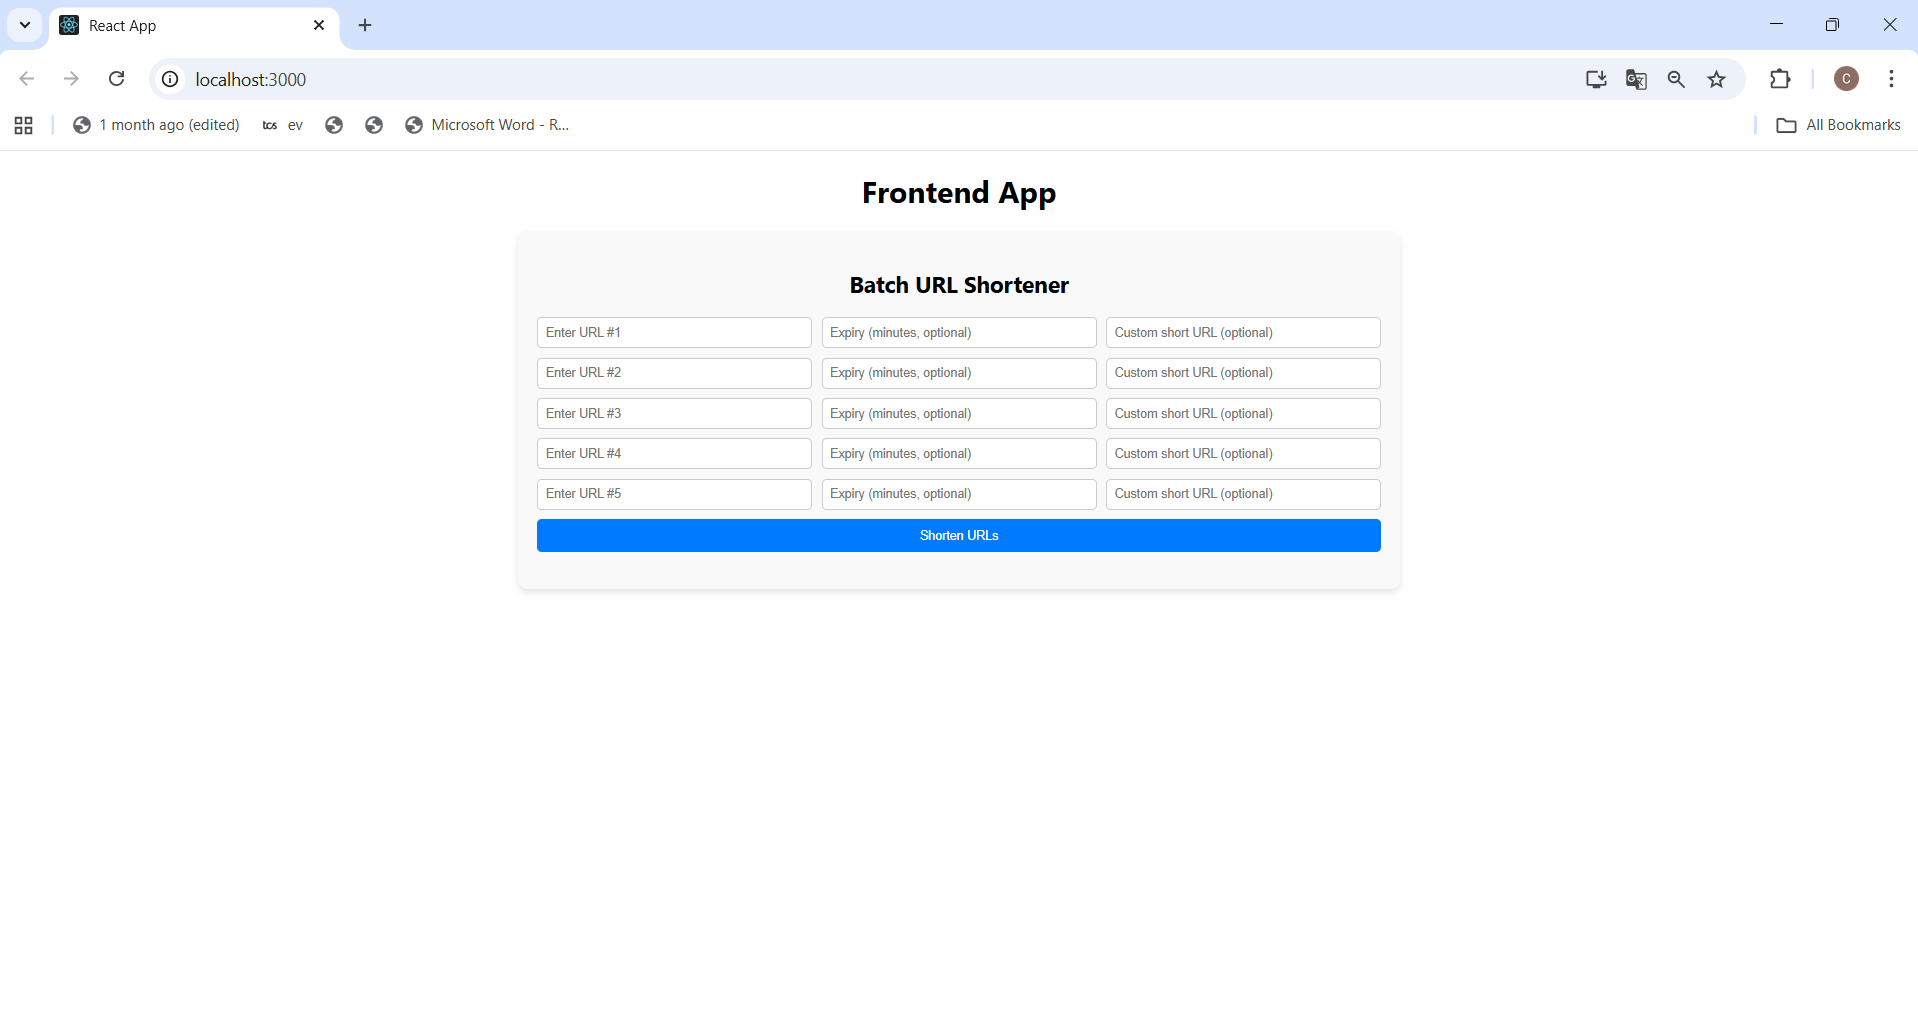 React App
localhost:3000
1 month ago (edited) tcs ev Microsoft Word - R... All Bookmarks
C
Frontend App
Batch URL Shortener
Enter URL #1 Expiry (minutes, optional) Custom short URL (optional)
Enter URL #2 Expiry (minutes, optional) Custom short URL (optional)
Enter URL #3 Expiry (minutes, optional) Custom short URL (optional)
Enter URL #4 Expiry (minutes, optional) Custom short URL (optional)
Enter URL #5 Expiry (minutes, optional) Custom short URL (optional)
Shorten URLs